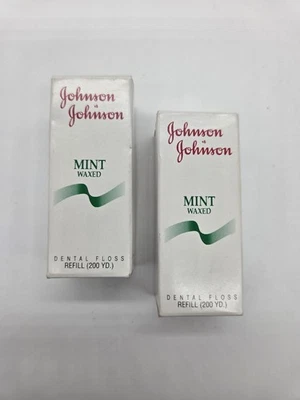 Johnson
&
Johnson
MINT
WAXED
DENTAL FLOSS
REFILL (200 YD.)
Johnson
&
Johnson
MINT
WAXED
DENTAL FLOSS
REFILL (200 YD.)